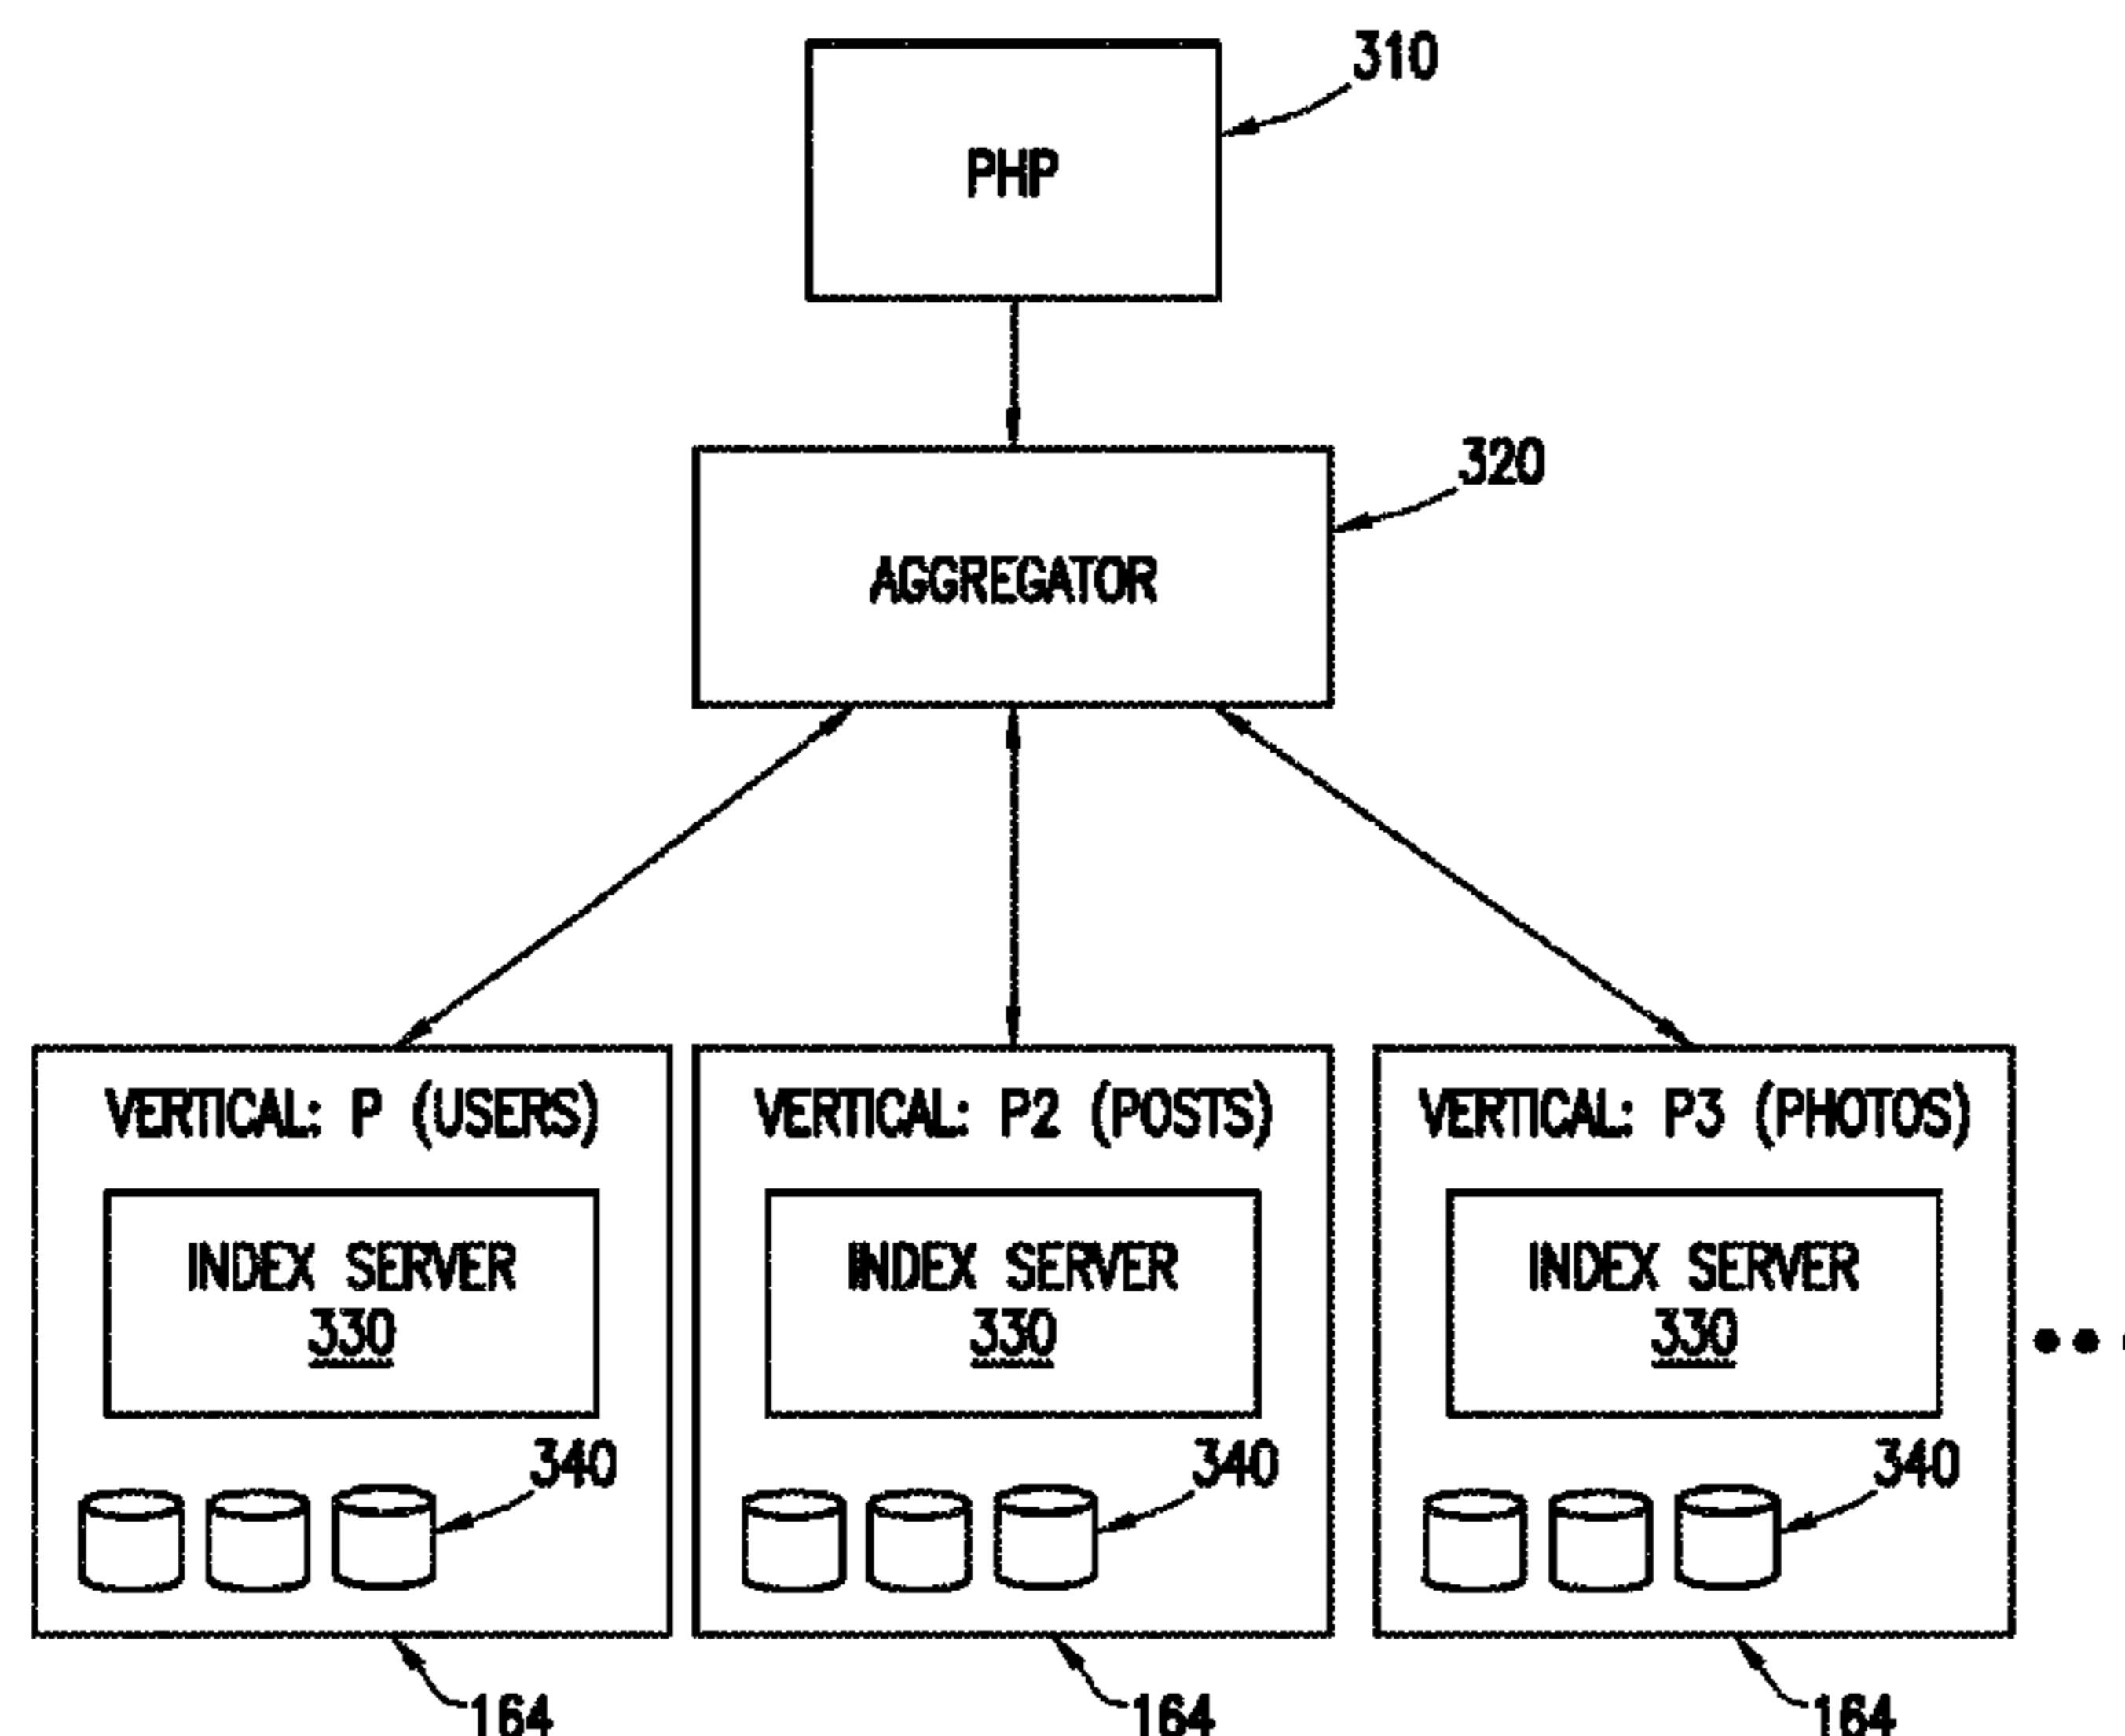 310
PHP
320
AGGREGATOR
VERTICAL: P (USERS)
INDEX SERVER
330
340
164
VERTICAL: P2 (POSTS)
INDEX SERVER
330
340
164
VERTICAL: P3 (PHOTOS)
INDEX SERVER
330
340
164